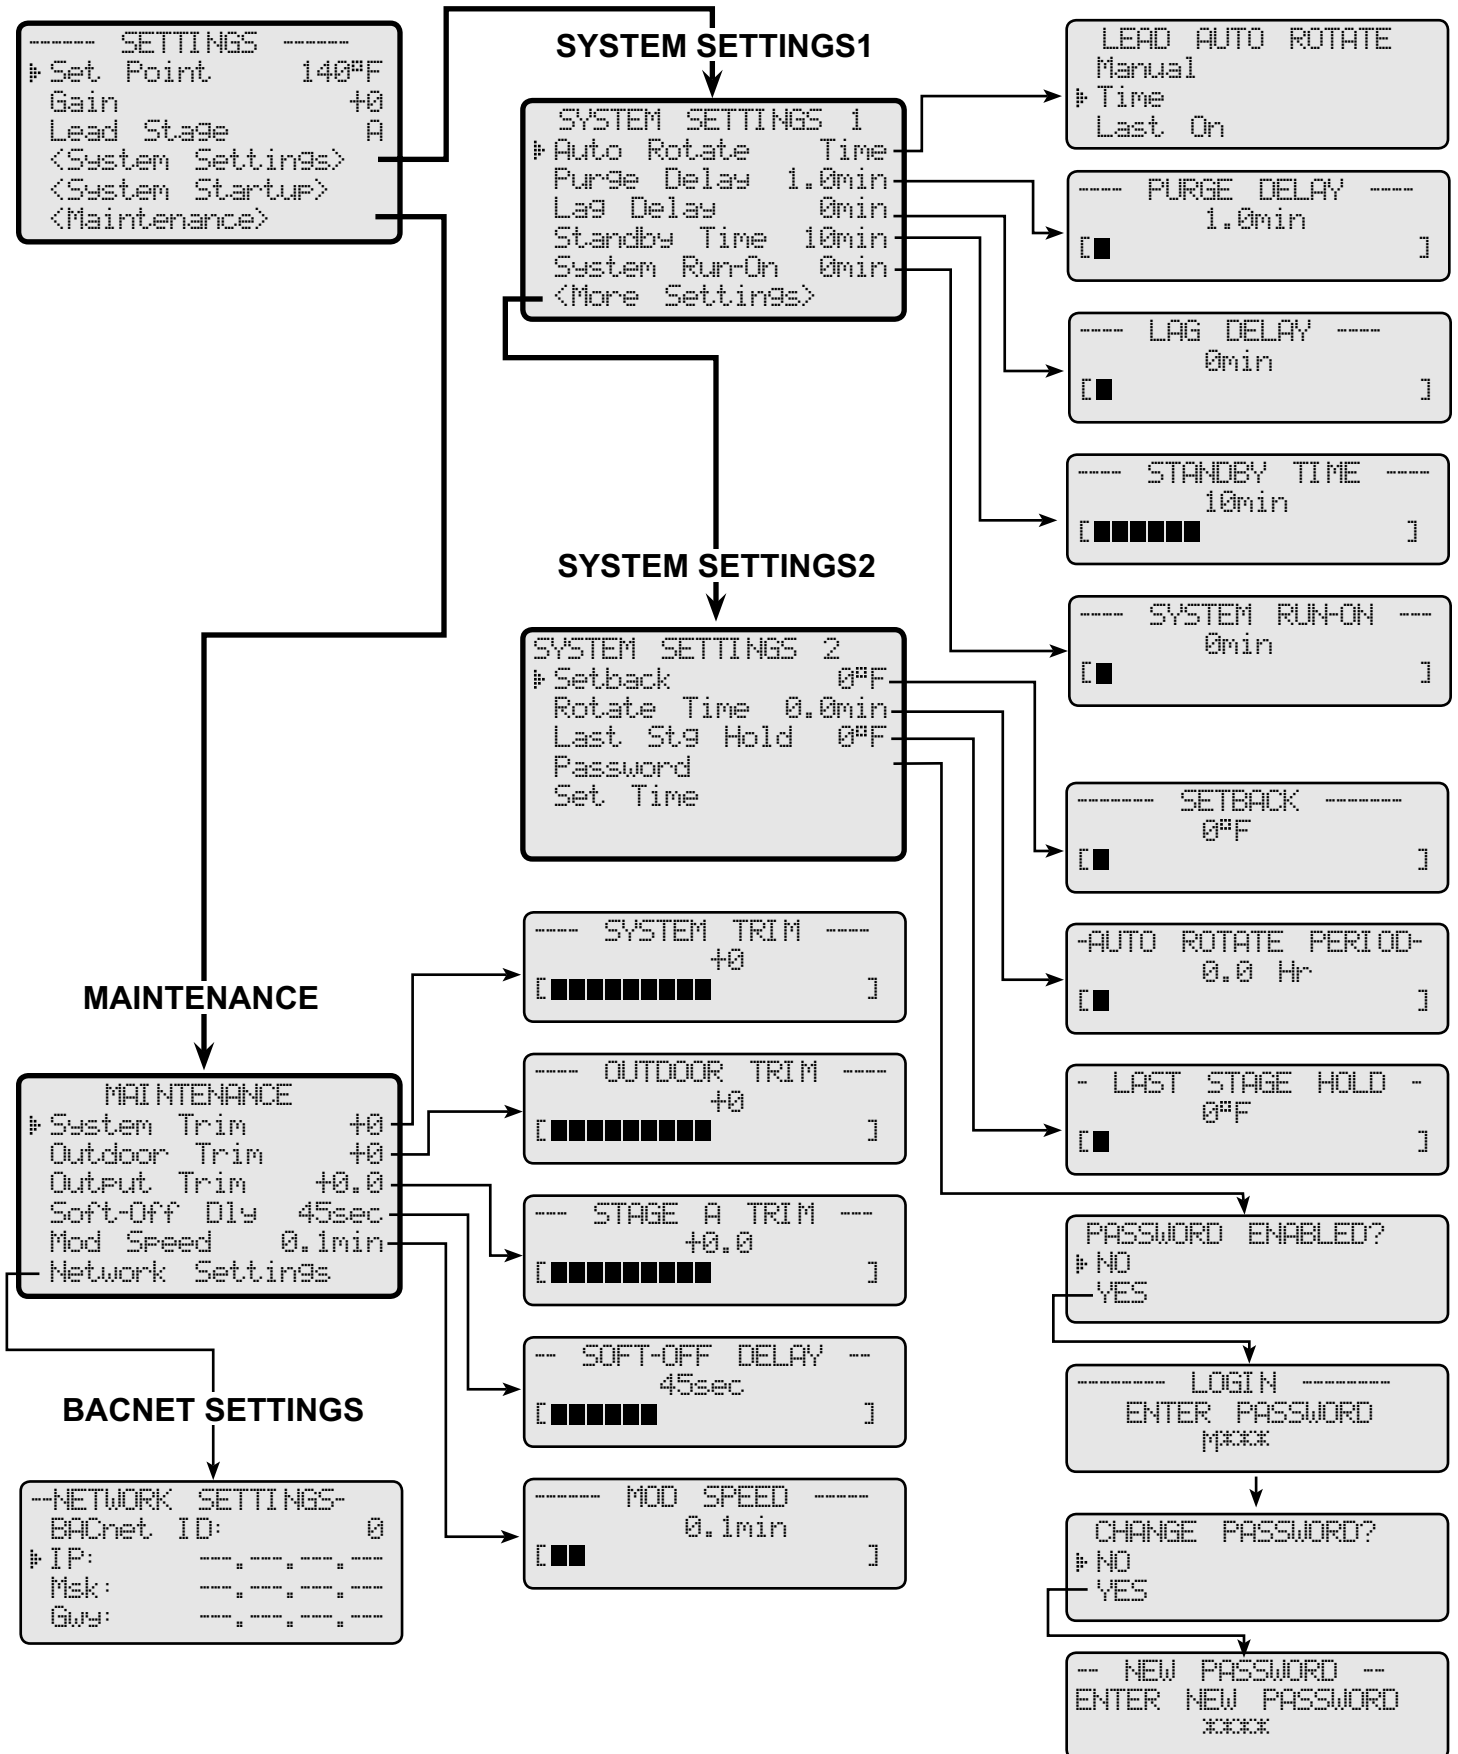 ------ SETTINGS ------
Set Point 140°F
Gain +0
Lead Stage A
<System Settings>
<System Startup>
<Maintenance>
SYSTEM SETTINGS1
SYSTEM SETTINGS 1
Auto Rotate Time
Purge Delay 1.0min
Lag Delay 0min
Standby Time 10min
System Run-On 0min
<More Settings>
LEAD AUTO ROTATE
Manual
Time
Last On
---- PURGE DELAY ----
1.0min
[ ]
---- LAG DELAY ----
0min
[ ]
---- STANDBY TIME ----
10min
[ ]
---- SYSTEM RUN-ON ---
0min
[ ]
SYSTEM SETTINGS2
SYSTEM SETTINGS 2
Setback 0°F
Rotate Time 0.0min
Last Stg Hold 0°F
Password
Set Time
------- SETBACK -------
0°F
[ ]
-AUTO ROTATE PERIOD-
0.0 Hr
[ ]
- LAST STAGE HOLD -
0°F
[ ]
PASSWORD ENABLED?
NO
YES
-------- LOGIN --------
ENTER PASSWORD
M***
CHANGE PASSWORD?
NO
YES
-- NEW PASSWORD --
ENTER NEW PASSWORD
****
MAINTENANCE
MAINTENANCE
System Trim +0
Outdoor Trim +0
Output Trim +0.0
Soft-Off Dly 45sec
Mod Speed 0.1min
Network Settings
---- SYSTEM TRIM ----
+0
[ ]
---- OUTDOOR TRIM ----
+0
[ ]
--- STAGE A TRIM ---
+0.0
[ ]
-- SOFT-OFF DELAY --
45sec
[ ]
------ MOD SPEED -----
0.1min
[ ]
BACNET SETTINGS
--NETWORK SETTINGS-
BACnet ID: 0
IP: ---.---.---.---
Msk: ---.---.---.---
Gwy: ---.---.---.---